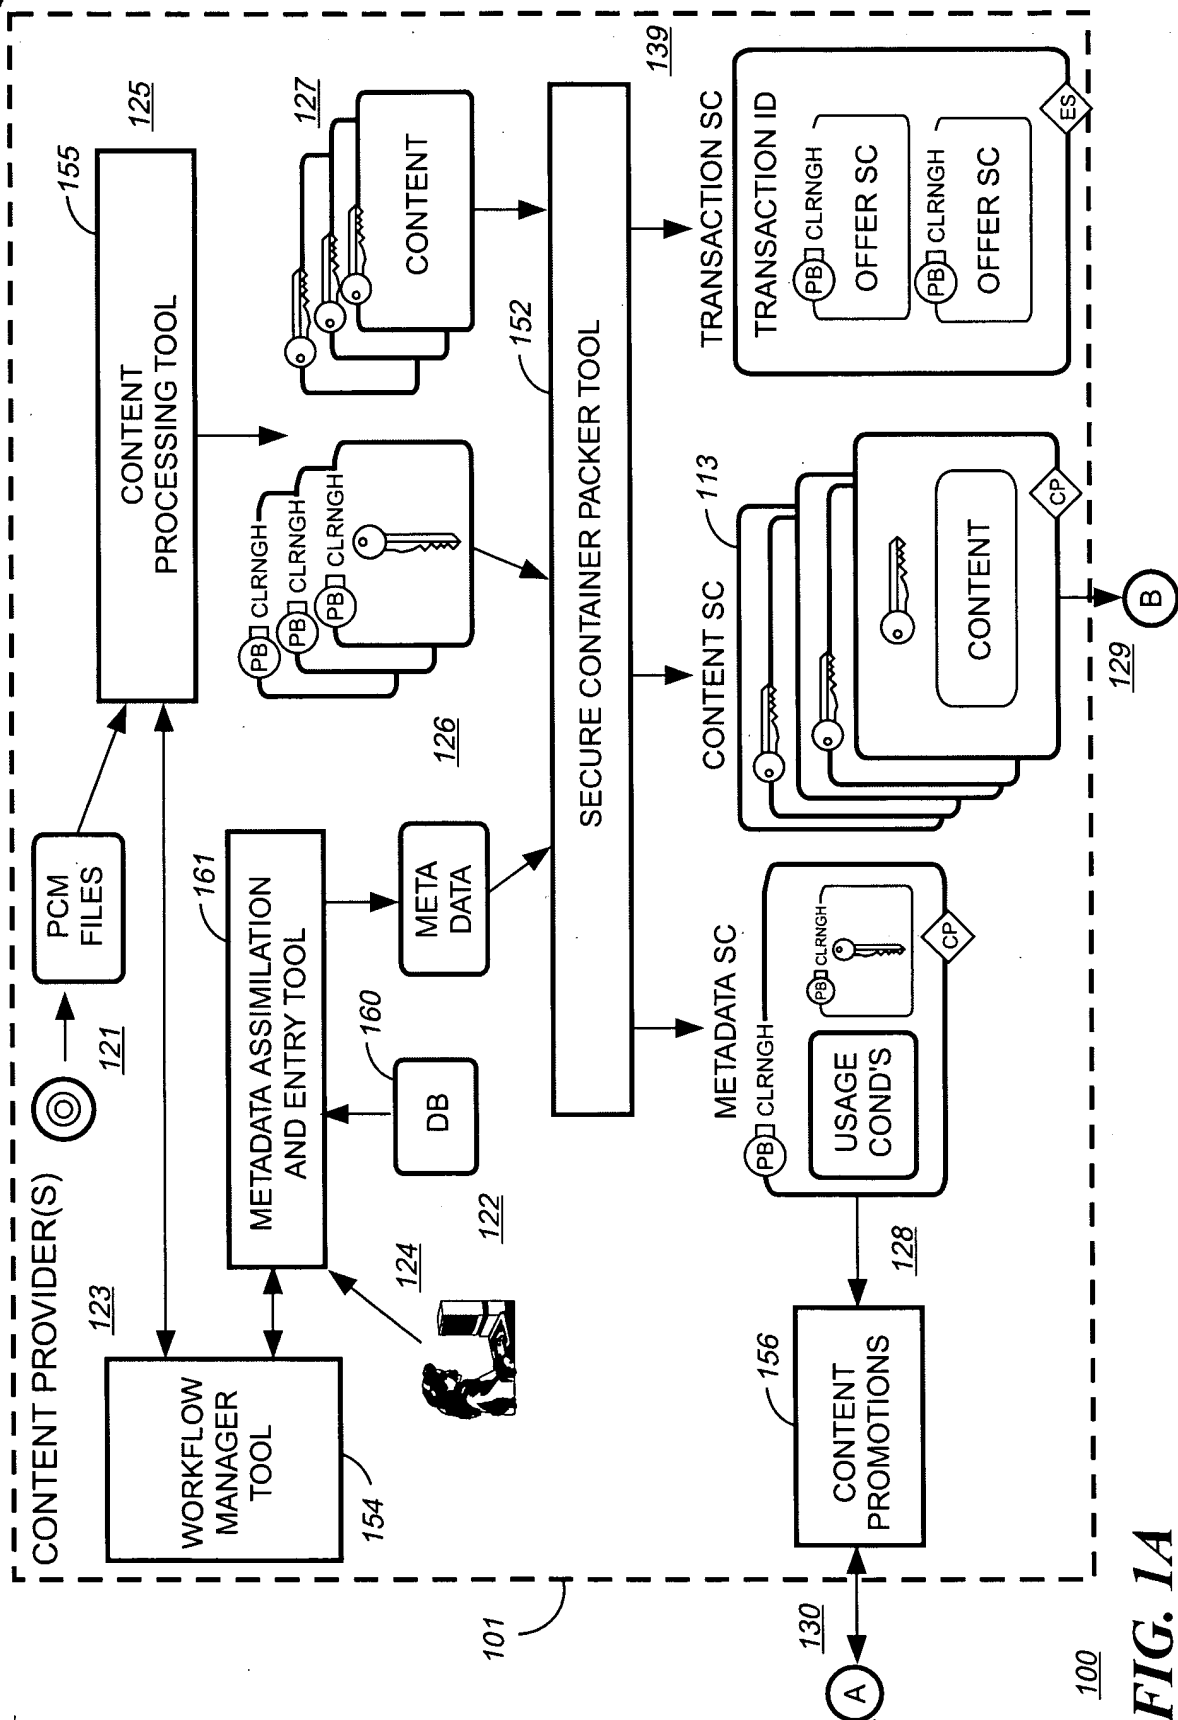 CONTENT PROVIDER(S)
123
121
PCM
FILES
155
125
WORKFLOW
MANAGER
TOOL
154
161
METADATA ASSIMILATION
AND ENTRY TOOL
CONTENT
PROCESSING TOOL
124
122
160
DB
META
DATA
126
PB CLRNGH
PB CLRNGH
PB CLRNGH
127
CONTENT
152
SECURE CONTAINER PACKER TOOL
139
METADATA SC
PB CLRNGH
USAGE
COND'S
PB CLRNGH
CP
CONTENT SC
113
CONTENT
CP
TRANSACTION SC
TRANSACTION ID
PB CLRNGH
OFFER SC
PB CLRNGH
OFFER SC
ES
101
156
CONTENT
PROMOTIONS
128
130
A
129
B
100
FIG. 1A